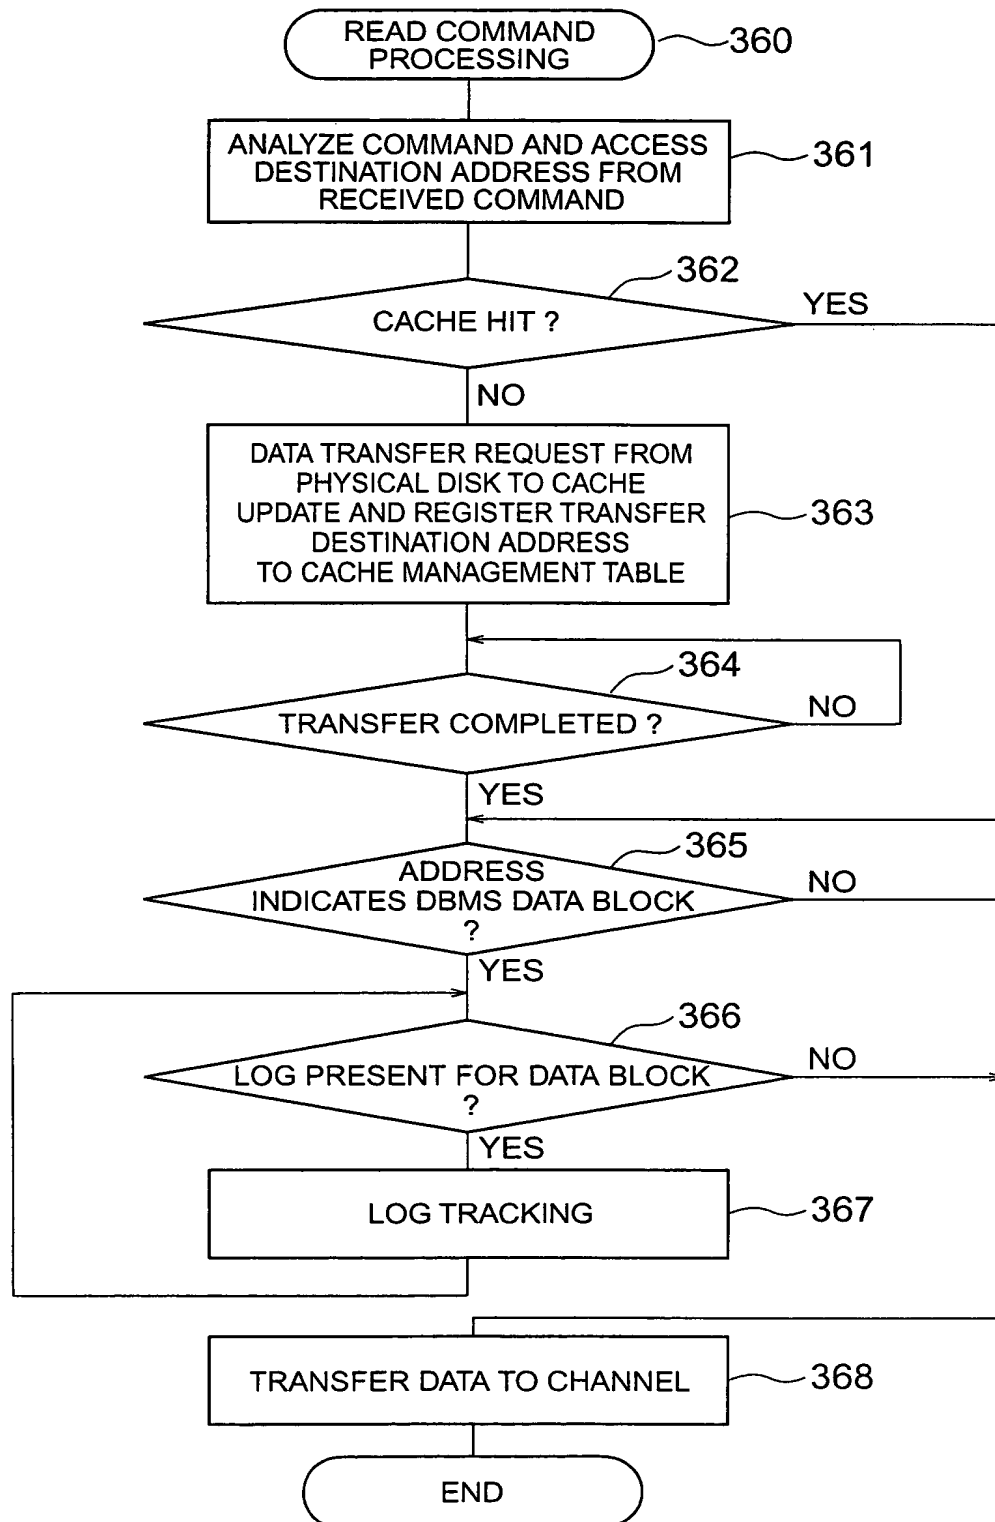 READ COMMAND
PROCESSING
360
ANALYZE COMMAND AND ACCESS
DESTINATION ADDRESS FROM
RECEIVED COMMAND
361
362
CACHE HIT ?
YES
NO
DATA TRANSFER REQUEST FROM
PHYSICAL DISK TO CACHE
UPDATE AND REGISTER TRANSFER
DESTINATION ADDRESS
TO CACHE MANAGEMENT TABLE
363
364
TRANSFER COMPLETED ?
NO
YES
365
ADDRESS
INDICATES DBMS DATA BLOCK
?
NO
YES
366
LOG PRESENT FOR DATA BLOCK
?
NO
YES
LOG TRACKING
367
TRANSFER DATA TO CHANNEL
368
END